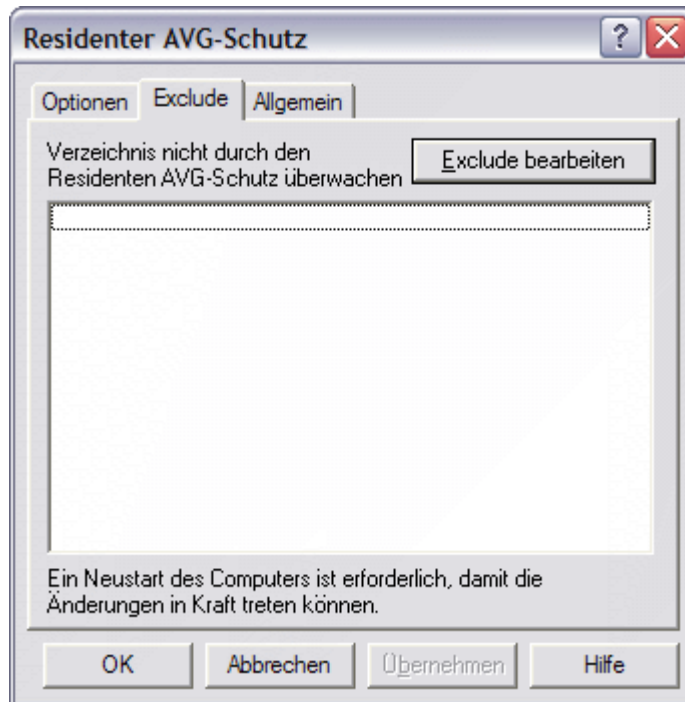 Residenter AVG-Schutz
?
Optionen Exclude Allgemein
Verzeichnis nicht durch den
Residenten AVG-Schutz überwachen
Exclude bearbeiten
Ein Neustart des Computers ist erforderlich, damit die
Änderungen in Kraft treten können.
OK Abbrechen Übernehmen Hilfe